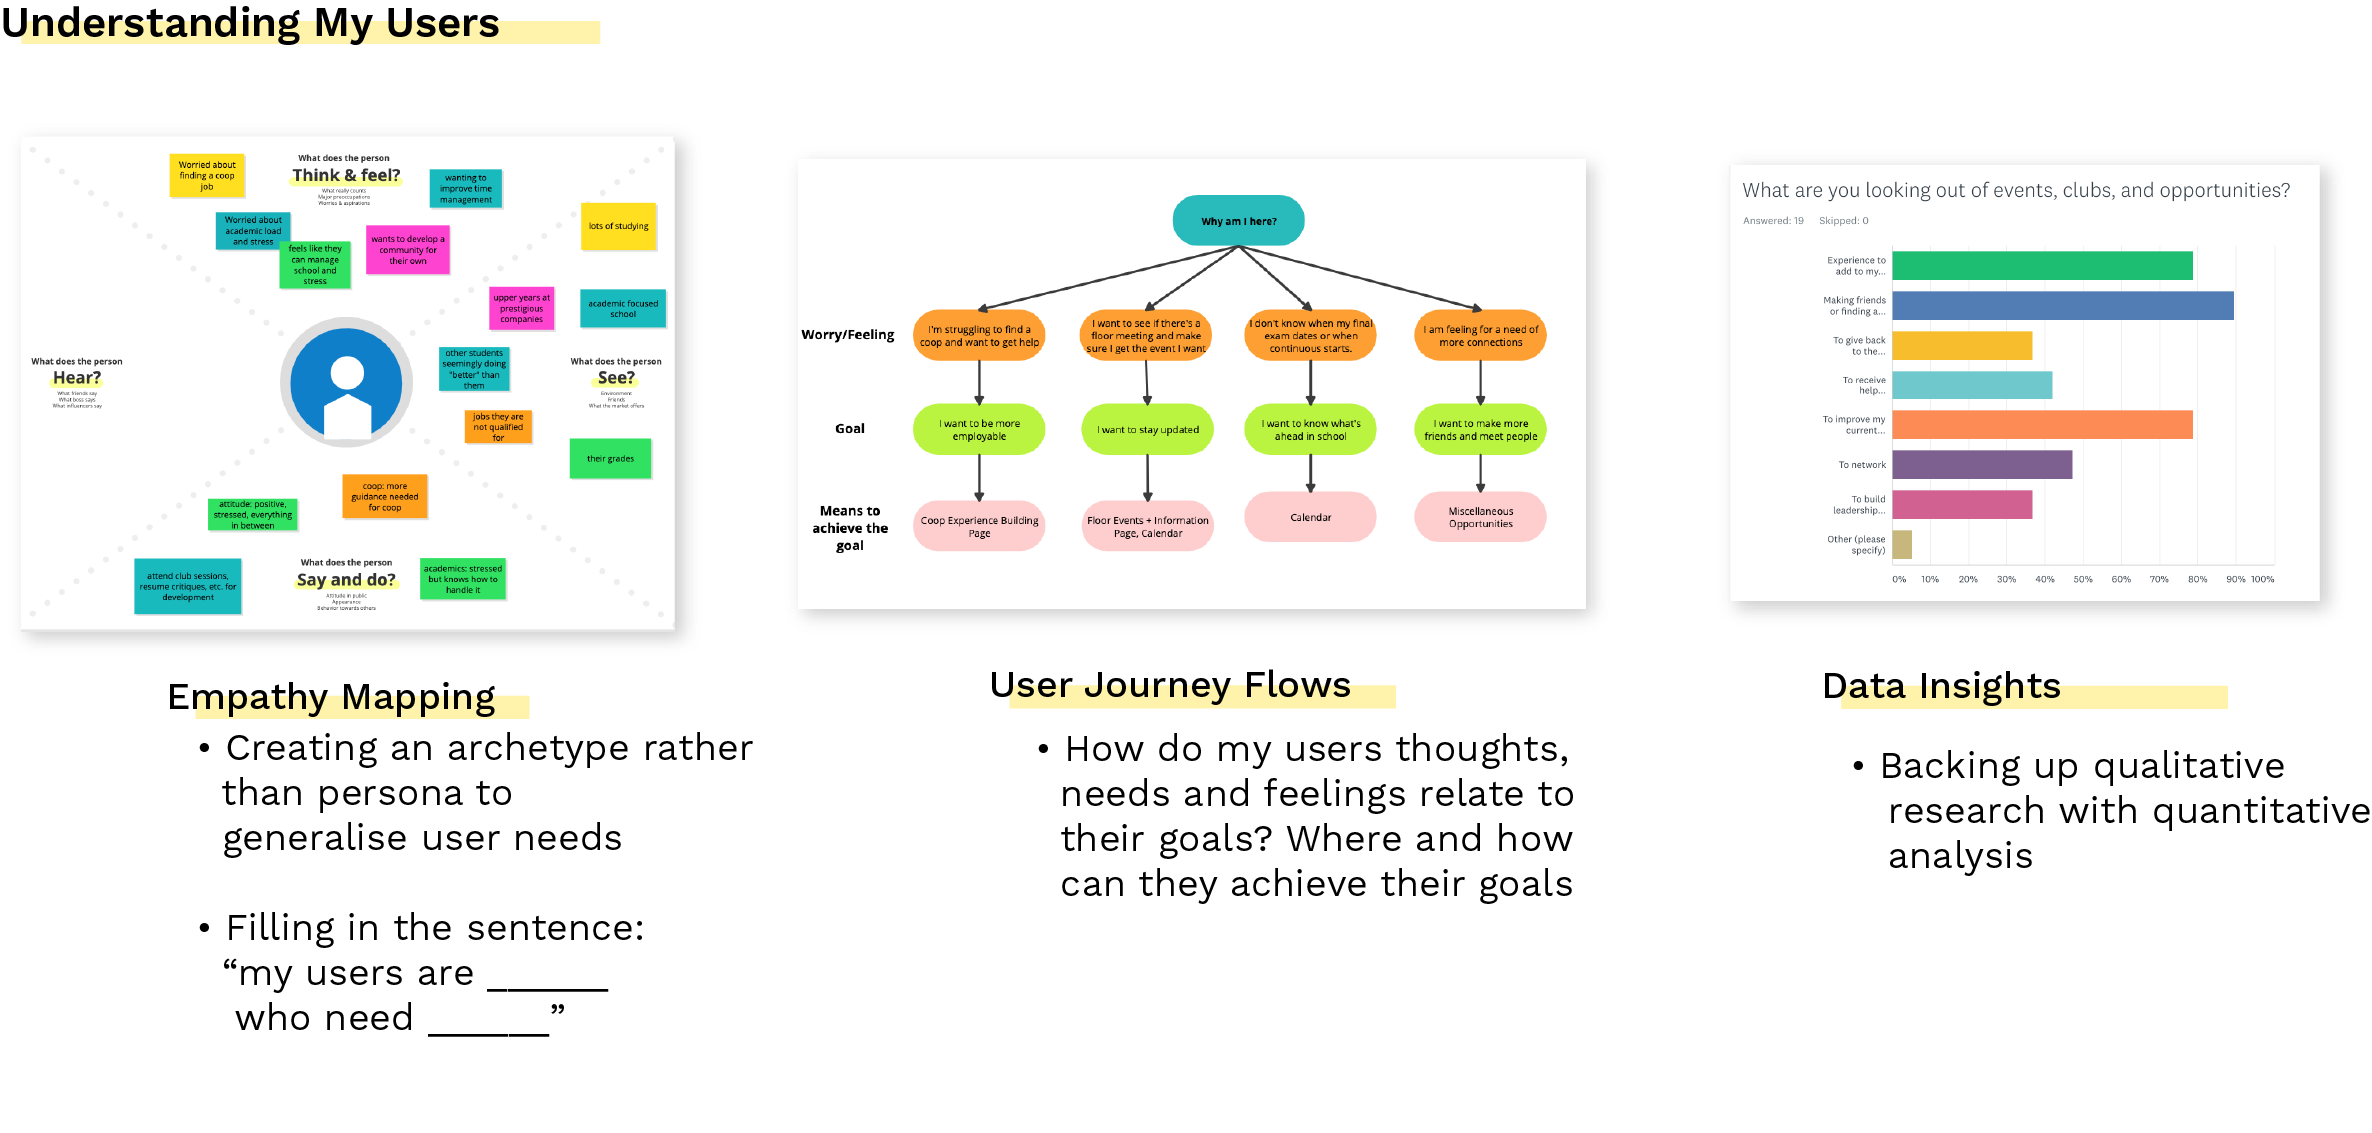 Understanding My Users
What does the person
Think & feel?
What really counts
Major preoccupations
Worries & aspirations
Worried about
finding a coop
job
wanting to
improve time
management
Worried about
academic load
and stress
feels like they
can manage
school and
stress
wants to develop a
community for
their own
lots of studying
upper years at
prestigious
companies
academic focused
school
other students
seemingly doing
"better" than
them
jobs they are
not qualified
for
their grades
What does the person
See?
Environment
Friends
What the market offers
What does the person
Hear?
What friends say
What boss says
What influencers say
coop: more
guidance needed
for coop
attitude: positive,
stressed, everything
in between
attend club sessions,
resume critiques, etc. for
development
What does the person
Say and do?
Attitude in public
Appearance
Behavior towards others
academics: stressed
but knows how to
handle it
Empathy Mapping
• Creating an archetype rather
than persona to
generalise user needs
• Filling in the sentence:
“my users are ______
who need ______”
Why am I here?
Worry/Feeling
I'm struggling to find a
coop and want to get help
I want to see if there's a
floor meeting and make
sure I get the event I want
I don't know when my final
exam dates or when
continuous starts.
I am feeling for a need of
more connections
Goal
I want to be more
employable
I want to stay updated
I want to know what's
ahead in school
I want to make more
friends and meet people
Means to
achieve the
goal
Coop Experience Building
Page
Floor Events + Information
Page, Calendar
Calendar
Miscellaneous
Opportunities
User Journey Flows
• How do my users thoughts,
needs and feelings relate to
their goals? Where and how
can they achieve their goals
What are you looking out of events, clubs, and opportunities?
Answered: 19 Skipped: 0
Experience to
add to my...
Making friends
or finding a...
To give back
to the...
To receive
help...
To improve my
current...
To network
To build
leadership...
Other (please
specify)
0% 10% 20% 30% 40% 50% 60% 70% 80% 90% 100%
Data Insights
• Backing up qualitative
research with quantitative
analysis